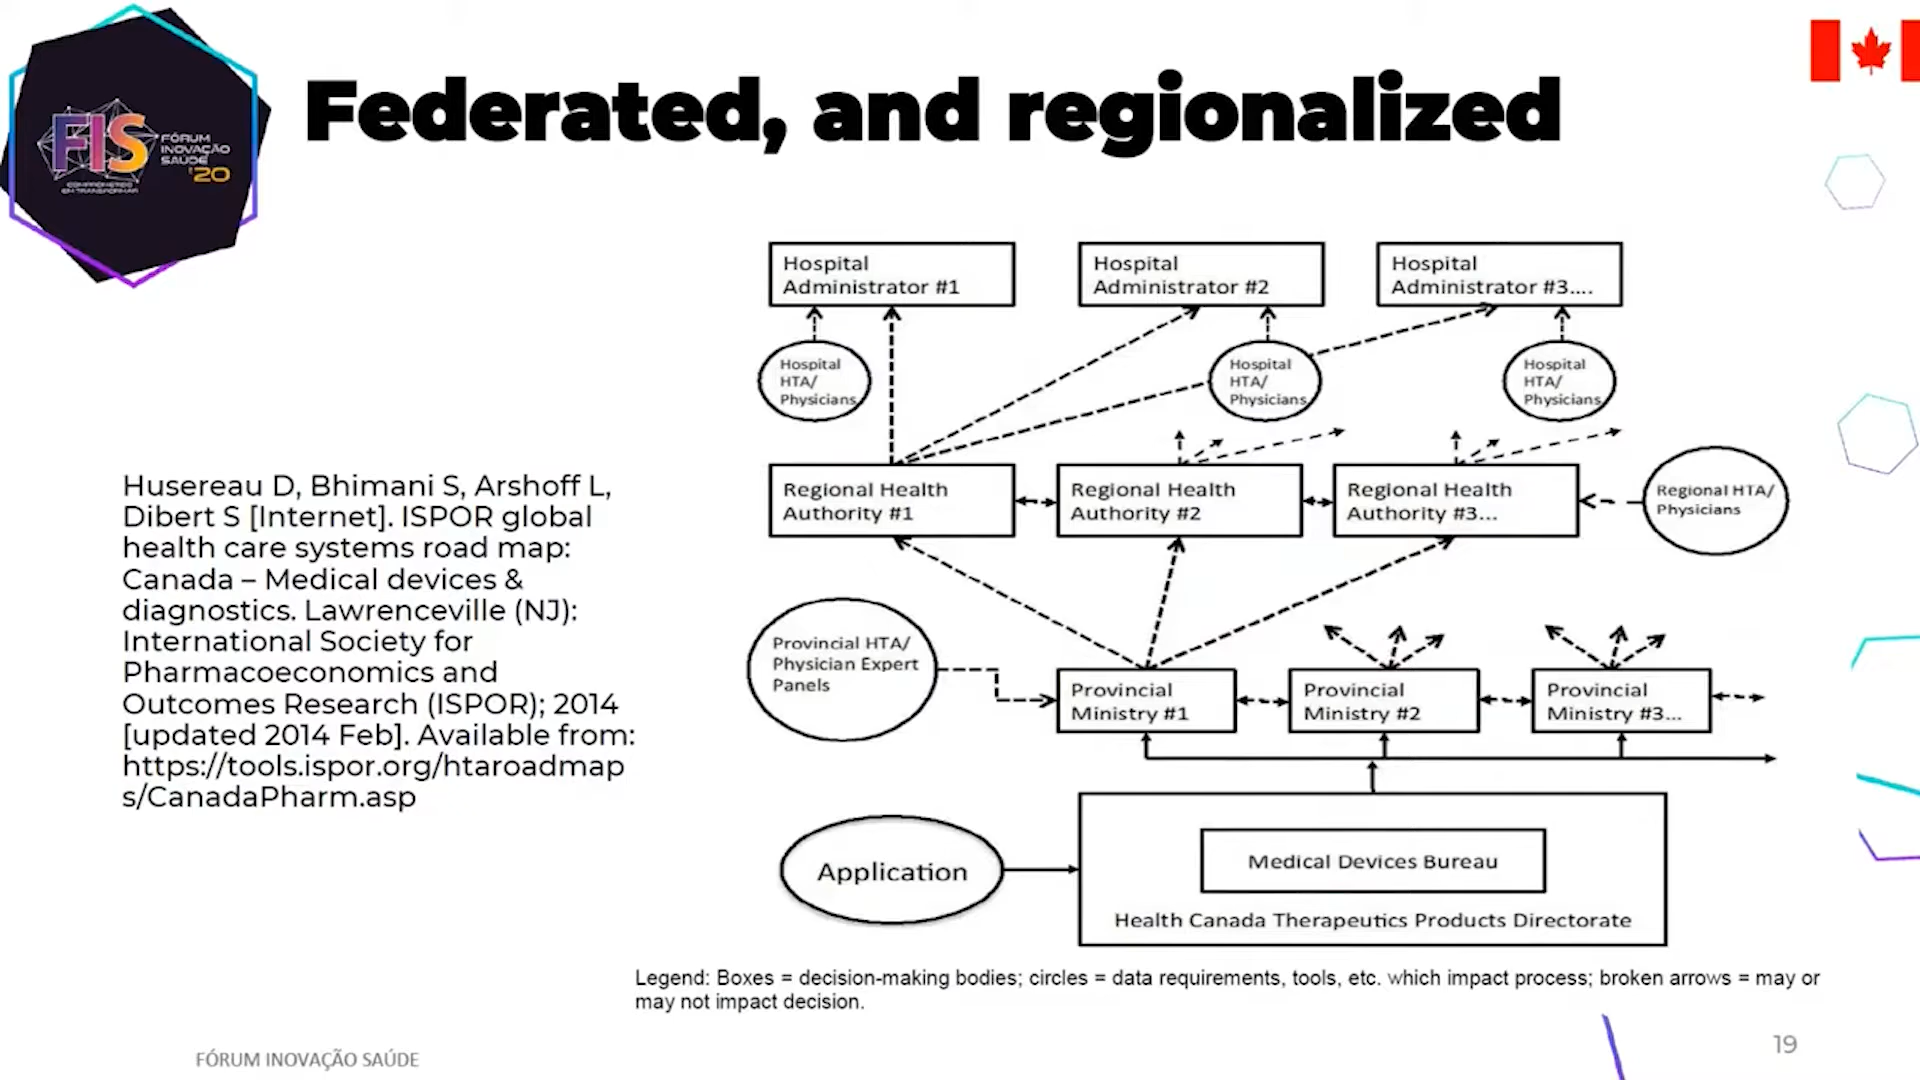 FIS
FÓRUM
INOVAÇÃO
SAÚDE
'20
COMPROMETIDO
EM TRANSFORMAR
Federated, and regionalized
Husereau D, Bhimani S, Arshoff L,
Dibert S [Internet]. ISPOR global
health care systems road map:
Canada – Medical devices &
diagnostics. Lawrenceville (NJ):
International Society for
Pharmacoeconomics and
Outcomes Research (ISPOR); 2014
[updated 2014 Feb]. Available from:
https://tools.ispor.org/htaroadmap
s/CanadaPharm.asp
Hospital
Administrator #1
Hospital
Administrator #2
Hospital
Administrator #3....
Hospital
HTA/
Physicians
Hospital
HTA/
Physicians
Hospital
HTA/
Physicians
Regional Health
Authority #1
Regional Health
Authority #2
Regional Health
Authority #3...
Regional HTA/
Physicians
Provincial HTA/
Physician Expert
Panels
Provincial
Ministry #1
Provincial
Ministry #2
Provincial
Ministry #3...
Application
Medical Devices Bureau
Health Canada Therapeutics Products Directorate
Legend: Boxes = decision-making bodies; circles = data requirements, tools, etc. which impact process; broken arrows = may or
may not impact decision.
FÓRUM INOVAÇÃO SAÚDE
19